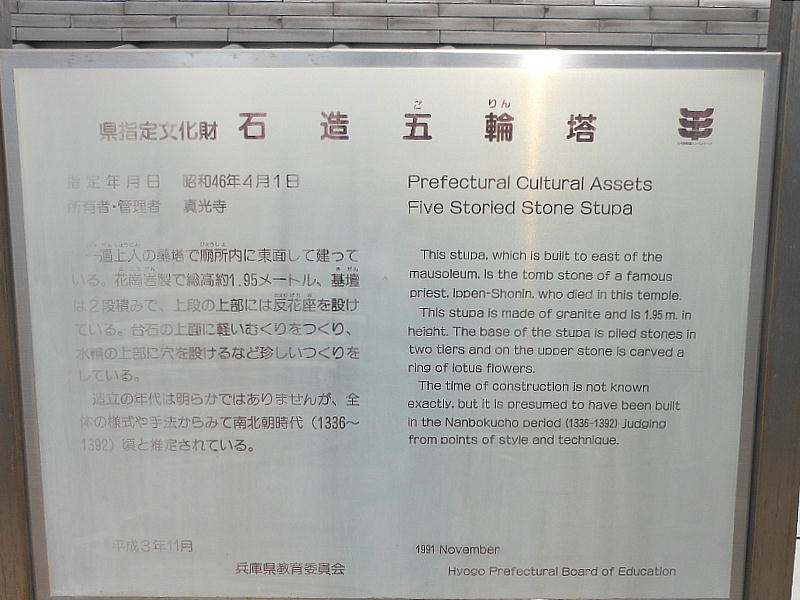 県指定文化財 石造五輪塔
ご りん
指定年月日 昭和46年4月1日
所有者・管理者 真光寺
一遍上人の墓塔で廟所内に東面して建って
いる。花崗岩製で総高約1.95メートル、基壇
は2段積みで、上段の上部には反花座を設け
ている。台石の上面に軽いむくりをつくり、
水輪の上部に穴を設けるなど珍しいつくりを
している。
造立の年代は明らかではありませんが、全
体の様式や手法からみて南北朝時代（1336～
1392）頃と推定されている。
平成3年11月
兵庫県教育委員会
Prefectural Cultural Assets
Five Storied Stone Stupa
This stupa, which is built to east of the
mausoleum, is the tomb stone of a famous
priest, Ippen-Shonin, who died in this temple.
This stupa is made of granite and is 1.95 m. in
height. The base of the stupa is piled stones in
two tiers and on the upper stone is carved a
ring of lotus flowers.
The time of construction is not known
exactly, but it is presumed to have been built
in the Nanbokucho period (1336-1392) judging
from points of style and technique.
1991 November
Hyogo Prefectural Board of Education